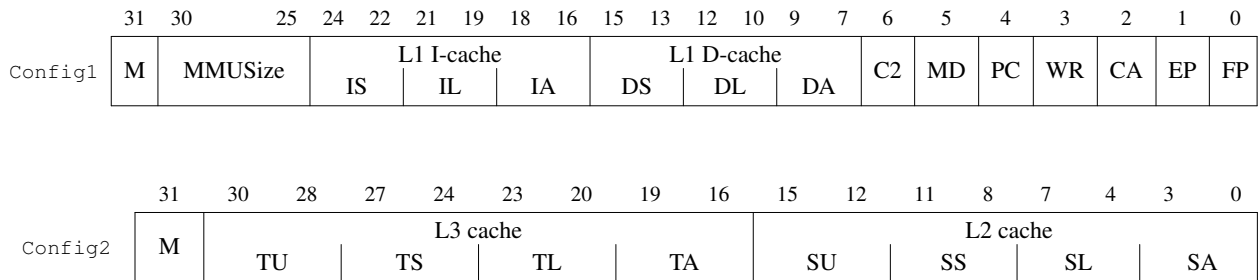 31 30 25 24 22 21 19 18 16 15 13 12 10 9 7 6 5 4 3 2 1 0
Config1 M MMUSize L1 I-cache L1 D-cache C2 MD PC WR CA EP FP
IS IL IA DS DL DA
31 30 28 27 24 23 20 19 16 15 12 11 8 7 4 3 0
Config2 M L3 cache L2 cache
TU TS TL TA SU SS SL SA